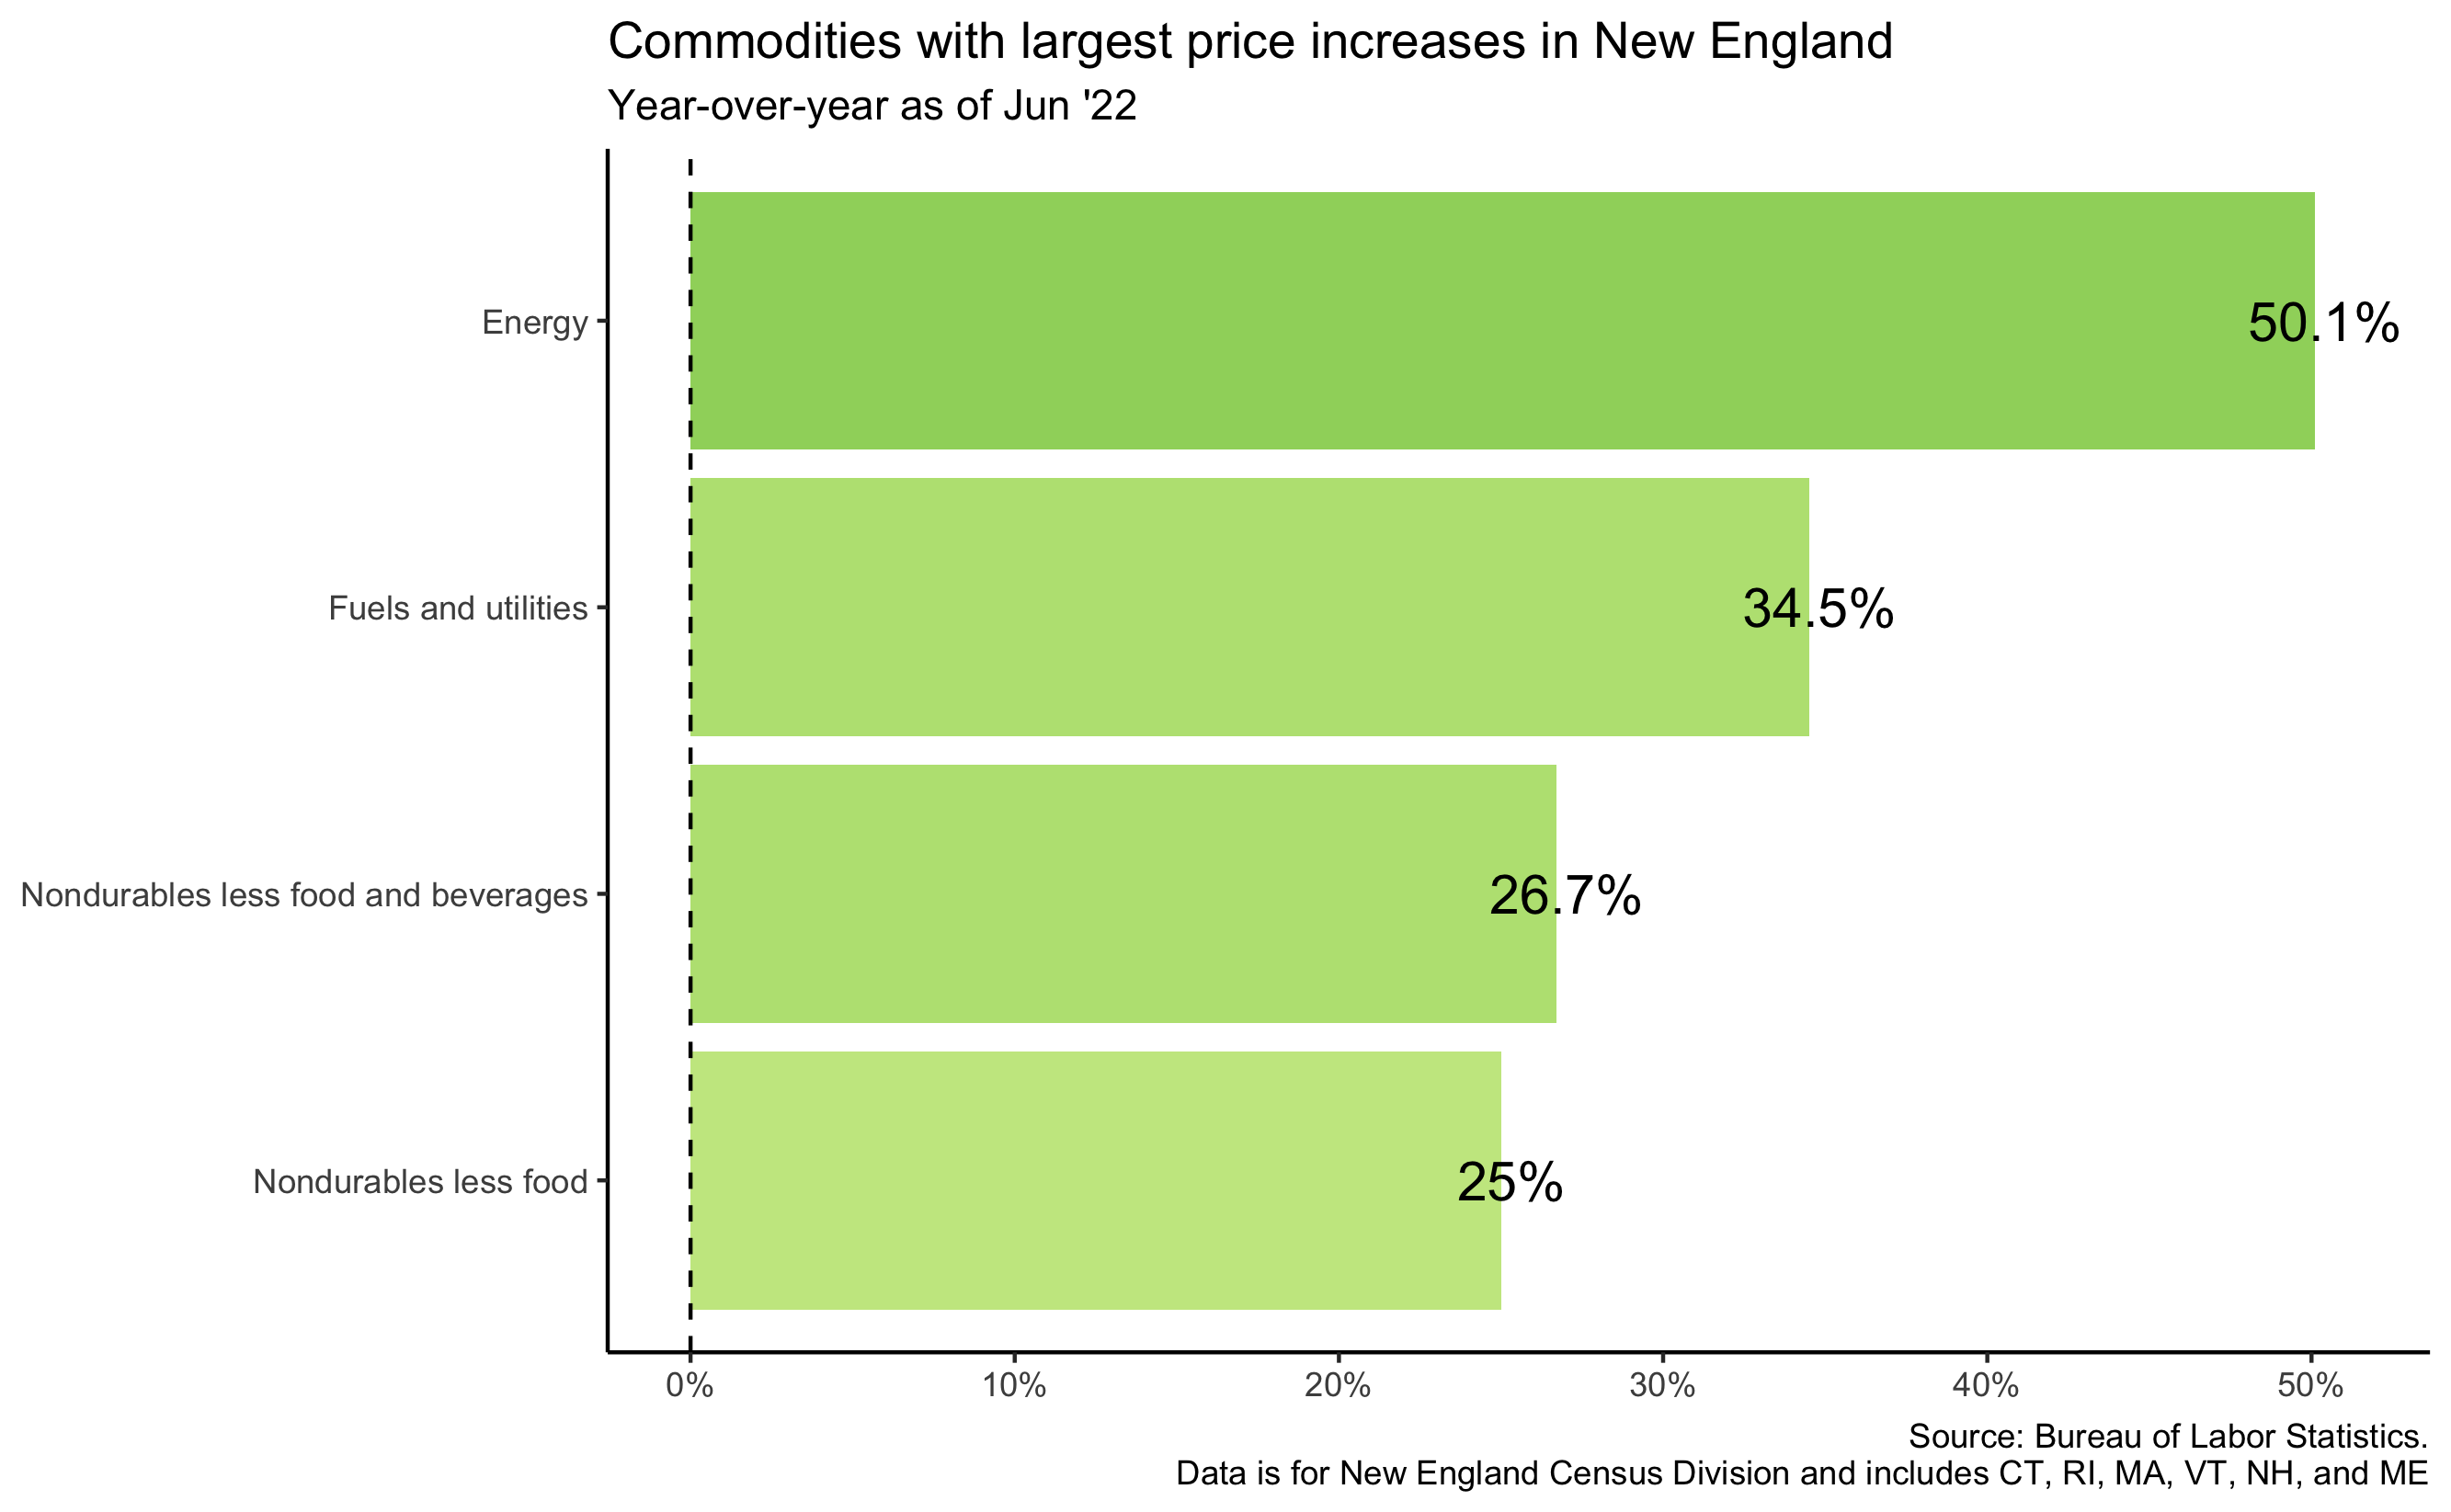 Commodities with largest price increases in New England
Year-over-year as of Jun '22
Energy
50.1%
Fuels and utilities
34.5%
Nondurables less food and beverages
26.7%
Nondurables less food
25%
0% 10% 20% 30% 40% 50%
Source: Bureau of Labor Statistics.
Data is for New England Census Division and includes CT, RI, MA, VT, NH, and ME